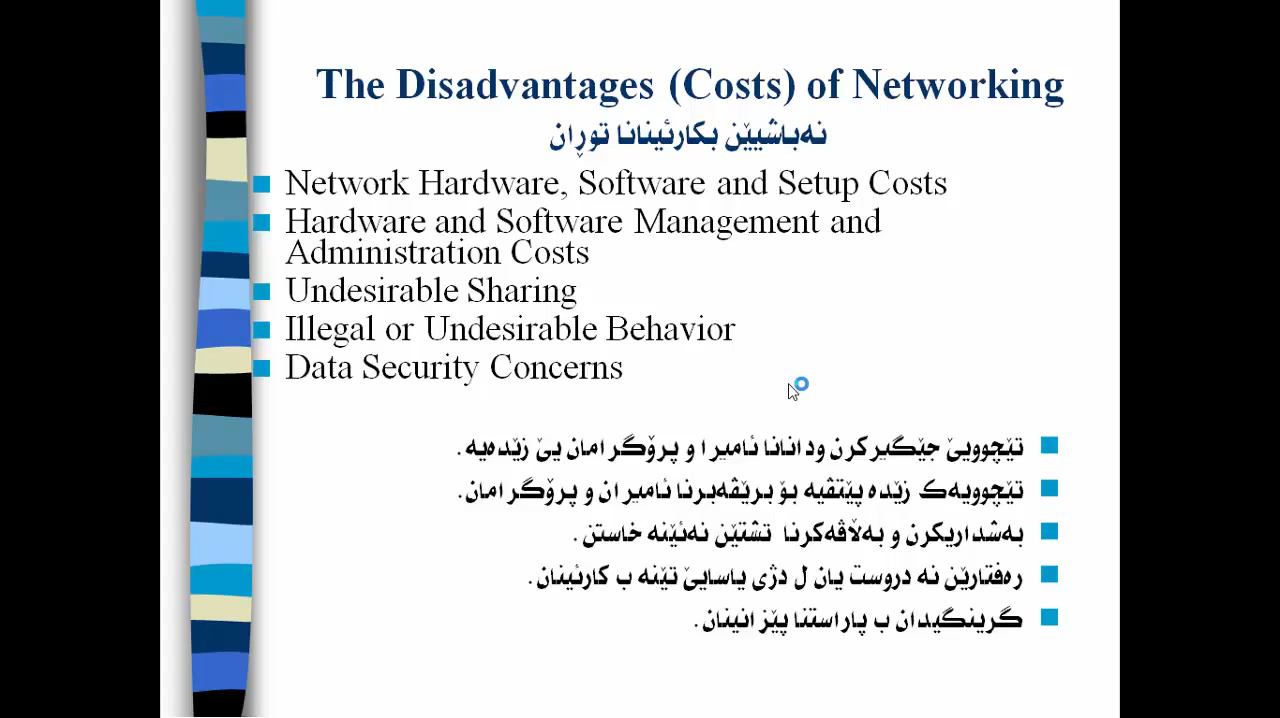 The Disadvantages (Costs) of Networking
نەباشیێن بکارئینانا تۆڕان
Network Hardware, Software and Setup Costs
Hardware and Software Management and
Administration Costs
Undesirable Sharing
Illegal or Undesirable Behavior
Data Security Concerns
تێچوویێ جێگیرکرن ودانانا ئامیرا و پرۆگرامان یێ زێدەیە.
تێچوویەک زێدە پێتڤیە بۆ برێڤەبرنا ئامیران و پرۆگرامان.
بەشداریکرن و بەلاڤەکرنا تشتێن نەئێنە خاستن.
رەفتارێن نە دروست یان ل دژی یاسایێ تێنە ب کارئینان.
گرینگیدان ب پاراستنا پێزانینان.